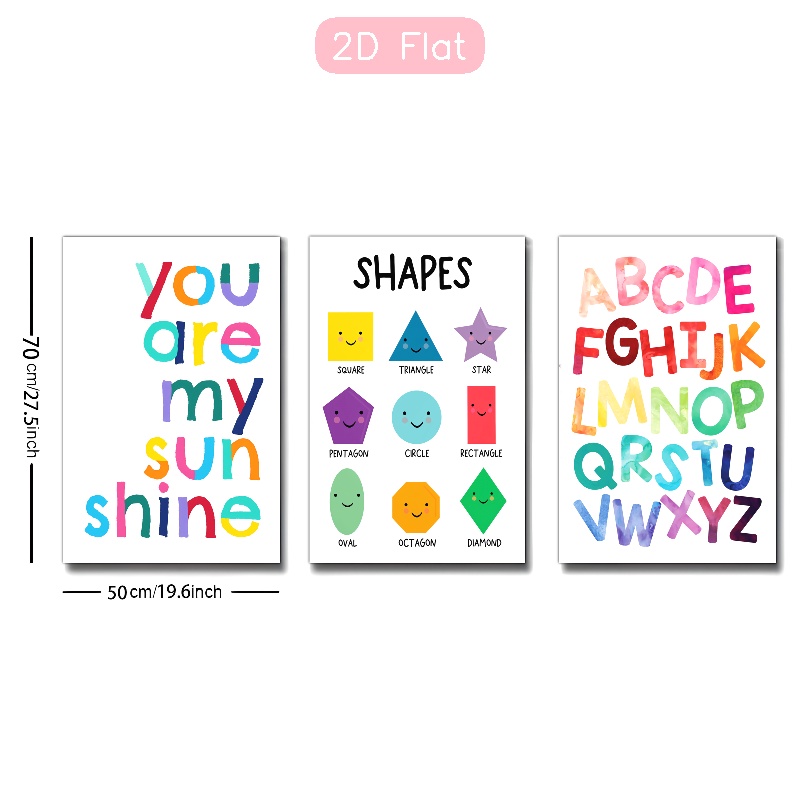 2D Flat
you
are
my
sun
shine
SHAPES
SQUARE TRIANGLE STAR
PENTAGON CIRCLE RECTANGLE
OVAL OCTAGON DIAMOND
ABCDE
FGHIJK
LMNOP
QRSTU
VWXYZ
70cm/27.5inch
50cm/19.6inch